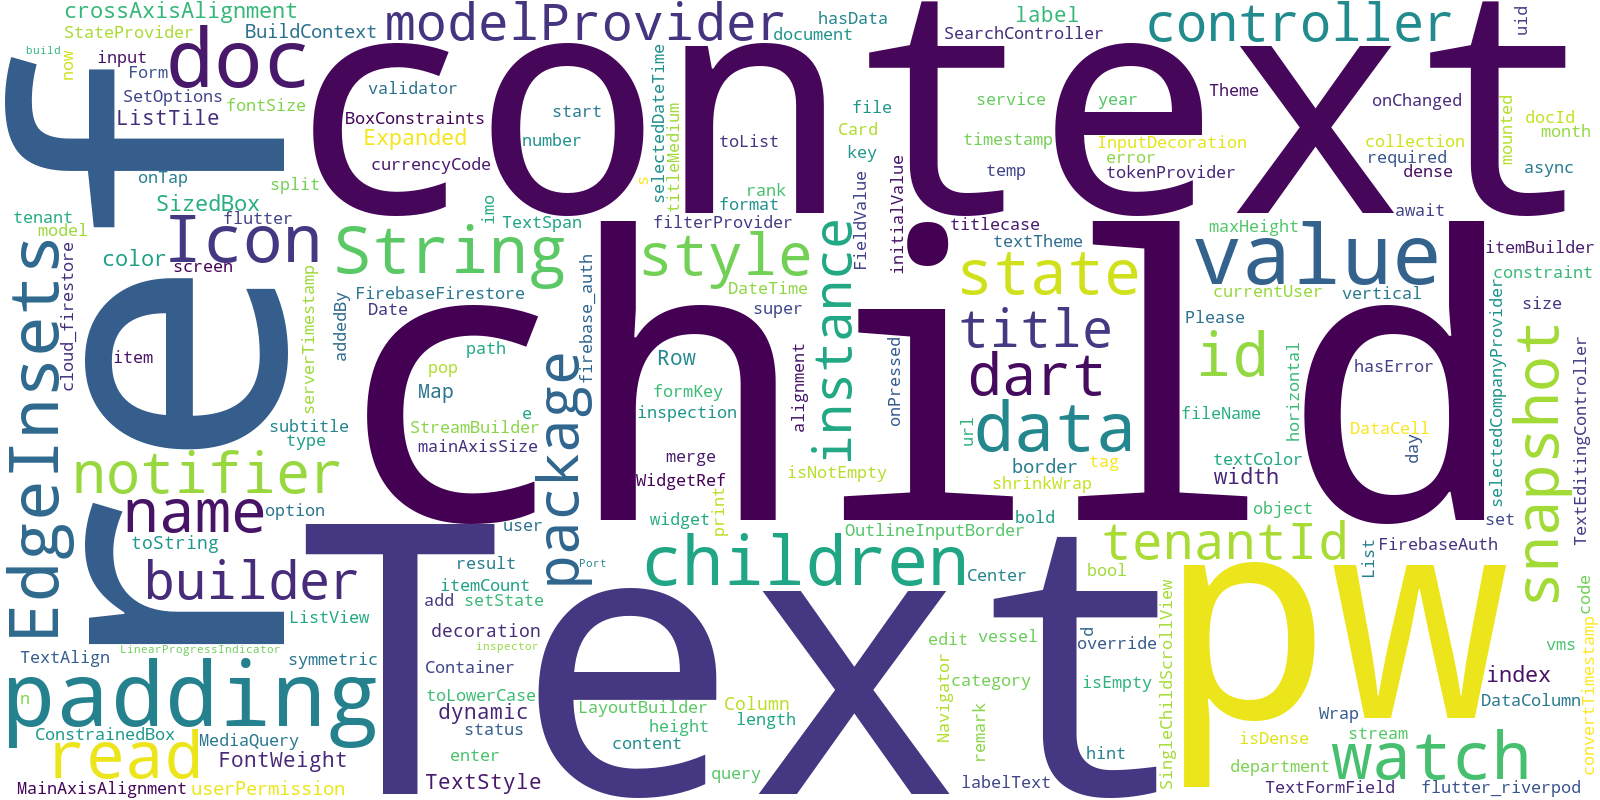 crossAxisAlignment
modelProvider
hasData
label
controller
uid
StateProvider
BuildContext
document
SearchController
build
now
input
doc
context
Form
SetOptions
fontSize
ListTile
validator
BoxConstraints
start
Expanded
number
currencyCode
selectedDateTime
titleMedium
toList
file
Card
key
service
year
Theme
onChanged
timestamp
InputDecoration
collection
error
required
temp
tokenProvider
dense
mounted
docId
month
async
ref
onTap
split
s
rank
format
initialValue
await
tenant
model
SizedBox
flutter
imo
TextSpan
filterProvider
FieldValue
titlecase
textTheme
maxHeight
itemBuilder
EdgeInsets
cloud_firestore
color
Icon
screen
String
style
instance
state
value
constraint
serverTimestamp
FirebaseFirestore
Date
addedBy
firebase_auth
DateTime
super
currentUser
vertical
size
item
path
child
title
Please
snapshot
pop
Map
package
Row
formKey
inspection
alignment
onPressed
dart
id
horizontal
hasError
selectedCompanyProvider
TextEditingController
subtitle
type
e
StreamBuilder
mainAxisSize
data
url
fileName
DataCell
day
notifier
merge
WidgetRef
isNotEmpty
border
tag
shrinkWrap
textColor
width
name
option
toString
user
widget
print
OutlineInputBorder
bold
object
set
builder
result
Port
itemCount
children
Center
tenantId
bool
List
FirebaseAuth
ListView
add
setState
Text
pw
code
decoration
inspector
edit
vessel
d
override
SingleChildScrollView
vms
TextAlign
LinearProgressIndicator
symmetric
Container
Navigator
category
isEmpty
index
padding
n
toLowerCase
LayoutBuilder
Column
DataColumn
convertTimestamp
dynamic
height
length
remark
ConstrainedBox
MediaQuery
status
content
Wrap
isDense
stream
read
FontWeight
enter
hint
watch
query
department
MainAxisAlignment
userPermission
TextStyle
labelText
TextFormField
flutter_riverpod